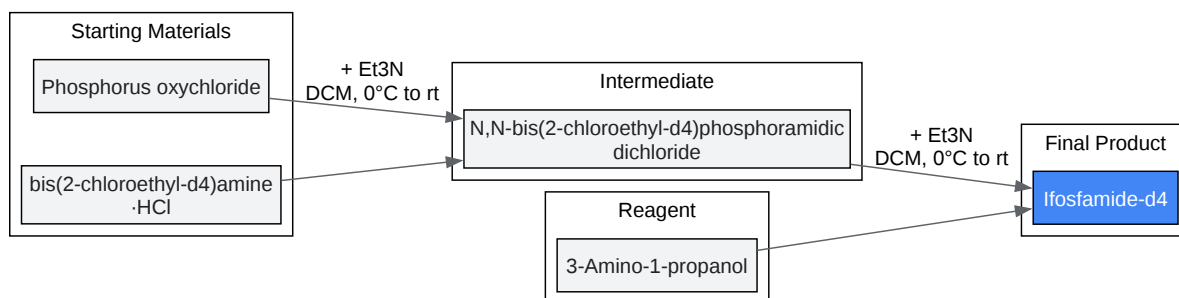 Starting Materials
Phosphorus oxychloride
bis(2-chloroethyl-d4)amine
·HCl
+ Et3N
DCM, 0°C to rt
Intermediate
N,N-bis(2-chloroethyl-d4)phosphoramidic
dichloride
Reagent
3-Amino-1-propanol
+ Et3N
DCM, 0°C to rt
Final Product
Ifosfamide-d4